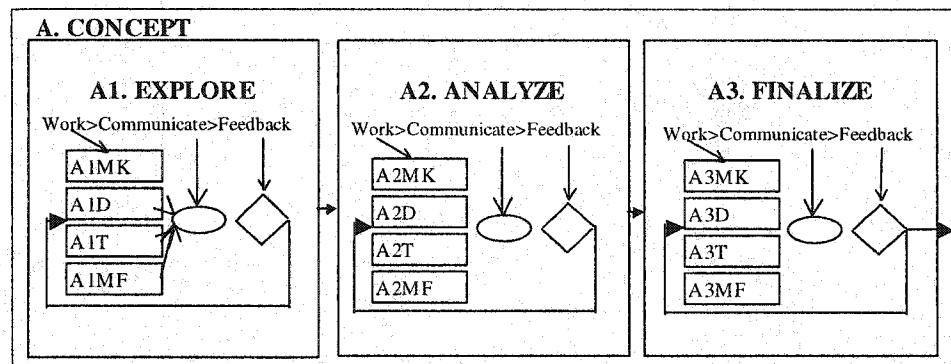 A. CONCEPT
A1. EXPLORE
Work>Communicate>Feedback
A1MK
A1D
A1T
A1MF
A2. ANALYZE
Work>Communicate>Feedback
A2MK
A2D
A2T
A2MF
A3. FINALIZE
Work>Communicate>Feedback
A3MK
A3D
A3T
A3MF